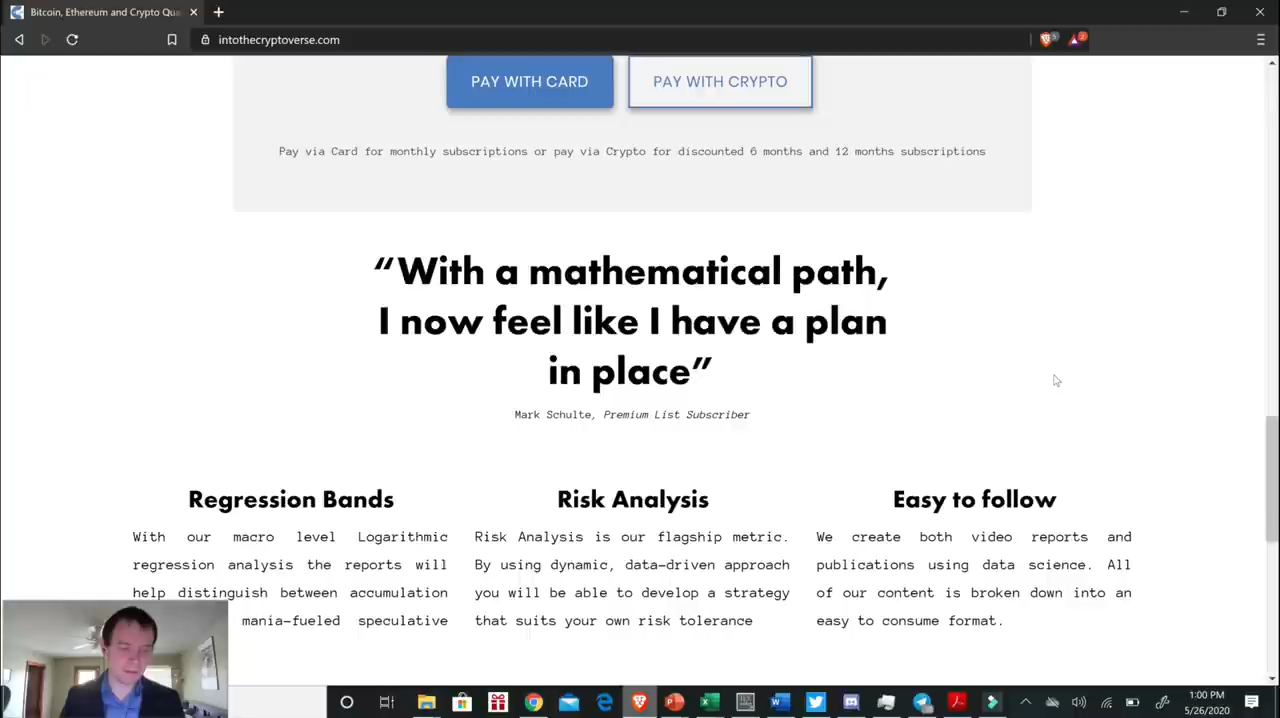 Bitcoin, Ethereum and Crypto Qua
intothecryptoverse.com
PAY WITH CARD
PAY WITH CRYPTO
Pay via Card for monthly subscriptions or pay via Crypto for discounted 6 months and 12 months subscriptions
“With a mathematical path,
I now feel like I have a plan
in place”
Mark Schulte, Premium List Subscriber
Regression Bands
With our macro level Logarithmic
regression analysis the reports will
help distinguish between accumulation
mania-fueled speculative
Risk Analysis
Risk Analysis is our flagship metric.
By using dynamic, data-driven approach
you will be able to develop a strategy
that suits your own risk tolerance
Easy to follow
We create both video reports and
publications using data science. All
of our content is broken down into an
easy to consume format.
1:00 PM
5/26/2020